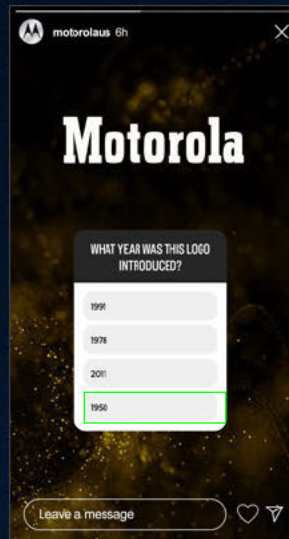 motorolaus 6h
Motorola
WHAT YEAR WAS THIS LOGO
INTRODUCED?
1991
1978
2011
1950
Leave a message